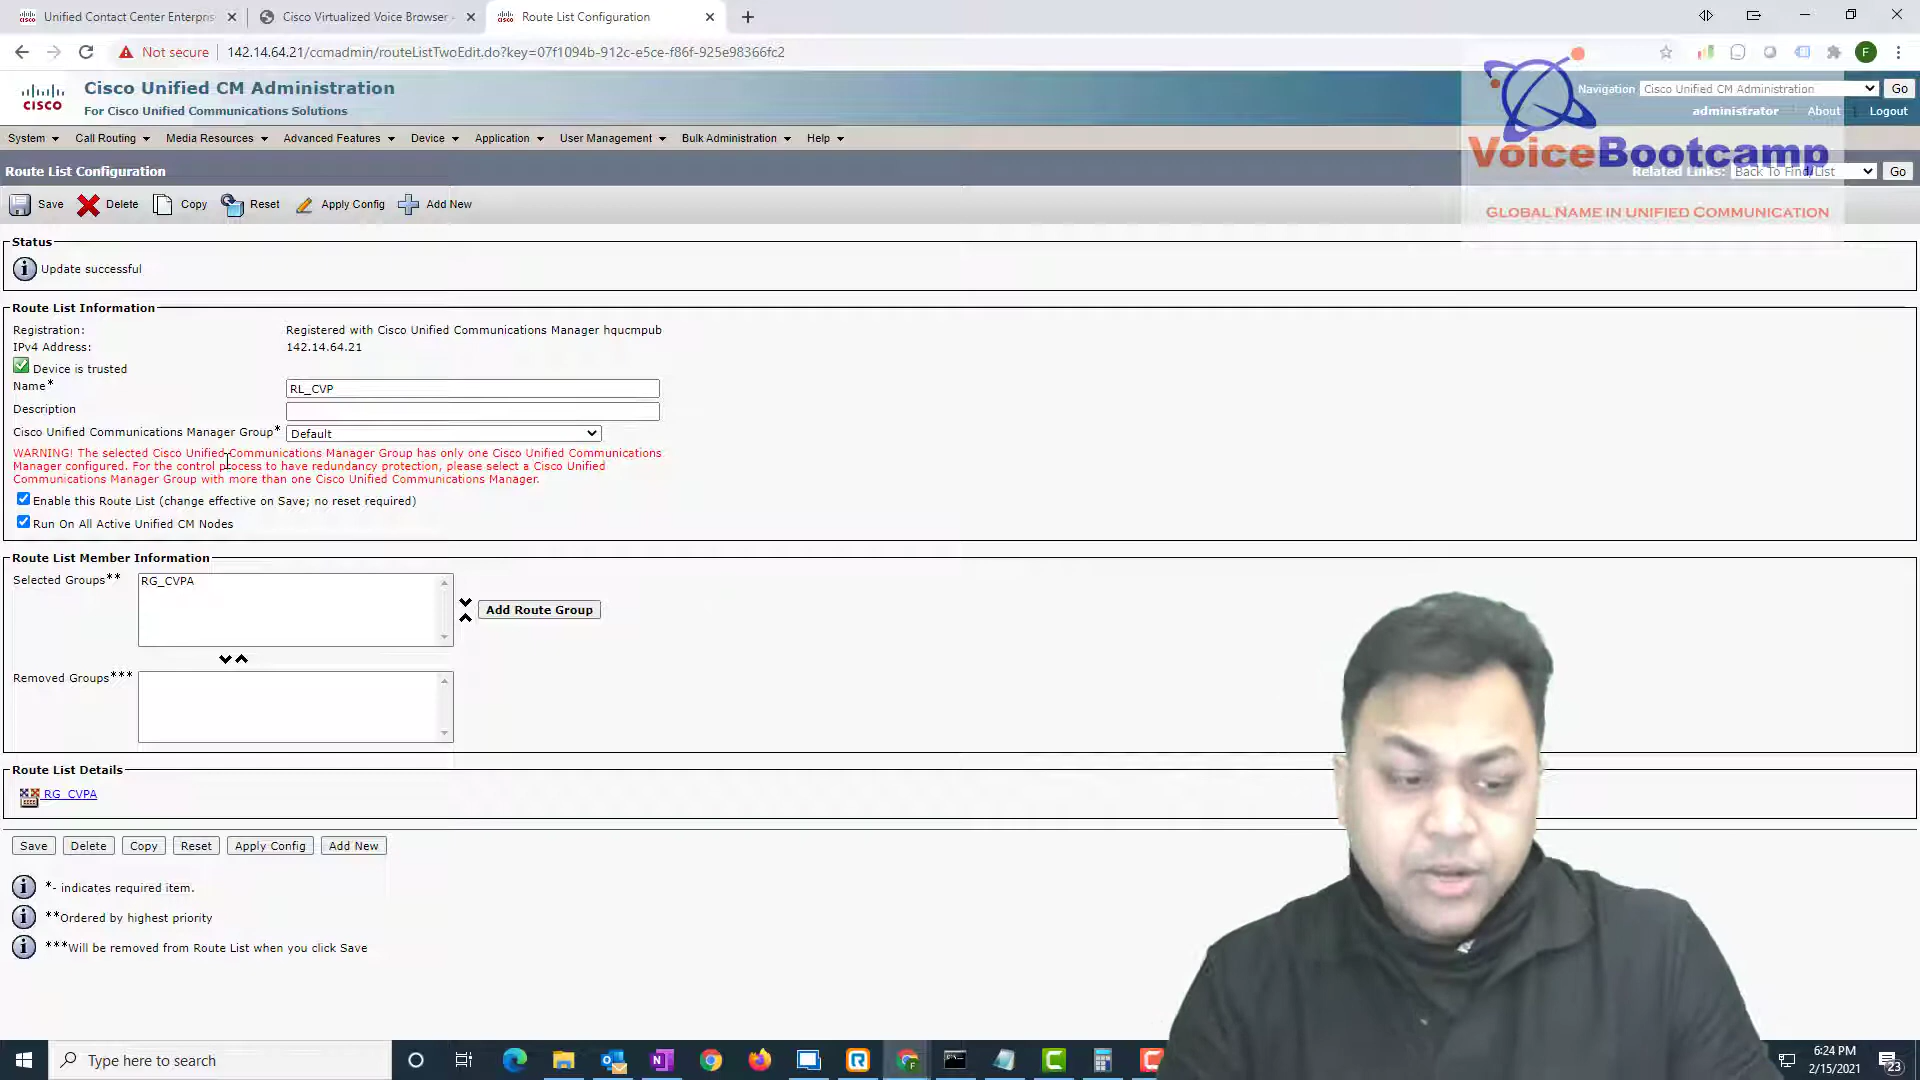 Unified Contact Center Enterpris
Cisco Virtualized Voice Browser -
Route List Configuration
Not secure
142.14.64.21/ccmadmin/routeListTwoEdit.do?key=07f1094b-912c-e5ce-f86f-925e98366fc2
F
CISCO
Cisco Unified CM Administration
For Cisco Unified Communications Solutions
Navigation Cisco Unified CM Administration Go
administrator About Logout
System Call Routing Media Resources Advanced Features Device Application User Management Bulk Administration Help
VoiceBootcamp
GLOBAL NAME IN UNIFIED COMMUNICATION
Route List Configuration
Related Links: Back To Find/List Go
Save Delete Copy Reset Apply Config Add New
Status
Update successful
Route List Information
Registration: Registered with Cisco Unified Communications Manager hqucmpub
IPv4 Address: 142.14.64.21
Device is trusted
Name* RL_CVP
Description
Cisco Unified Communications Manager Group* Default
WARNING! The selected Cisco Unified Communications Manager Group has only one Cisco Unified Communications
Manager configured. For the control process to have redundancy protection, please select a Cisco Unified
Communications Manager Group with more than one Cisco Unified Communications Manager.
Enable this Route List (change effective on Save; no reset required)
Run On All Active Unified CM Nodes
Route List Member Information
Selected Groups** RG_CVPA
Add Route Group
Removed Groups***
Route List Details
RG_CVPA
Save Delete Copy Reset Apply Config Add New
*- indicates required item.
**Ordered by highest priority
***Will be removed from Route List when you click Save
Type here to search
6:24 PM
2/15/2021
23